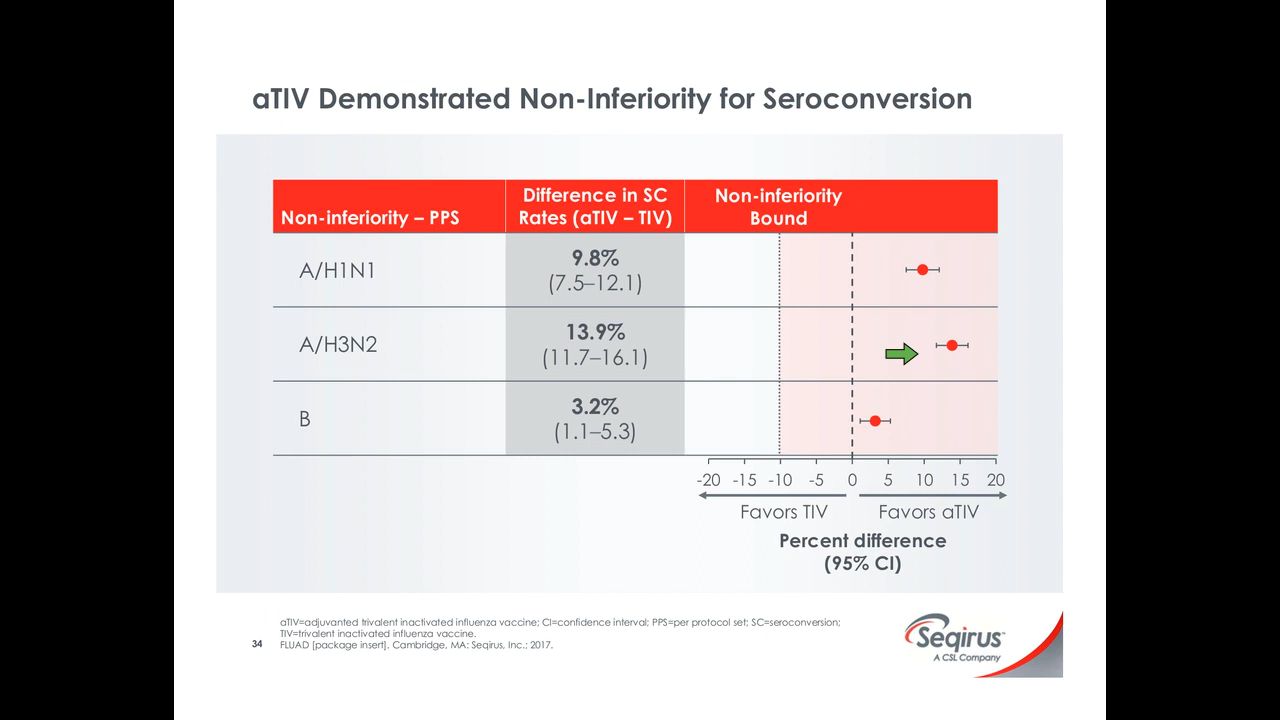 aTIV Demonstrated Non-Inferiority for Seroconversion
Non-inferiority – PPS
Difference in SC
Rates (aTIV – TIV)
Non-inferiority
Bound
A/H1N1
9.8%
(7.5–12.1)
A/H3N2
13.9%
(11.7–16.1)
B
3.2%
(1.1–5.3)
-20 -15 -10 -5 0 5 10 15 20
Favors TIV Favors aTIV
Percent difference
(95% CI)
aTIV=adjuvanted trivalent inactivated influenza vaccine; CI=confidence interval; PPS=per protocol set; SC=seroconversion;
TIV=trivalent inactivated influenza vaccine.
34 FLUAD [package insert]. Cambridge, MA: Seqirus, Inc.; 2017.
Seqirus™
A CSL Company